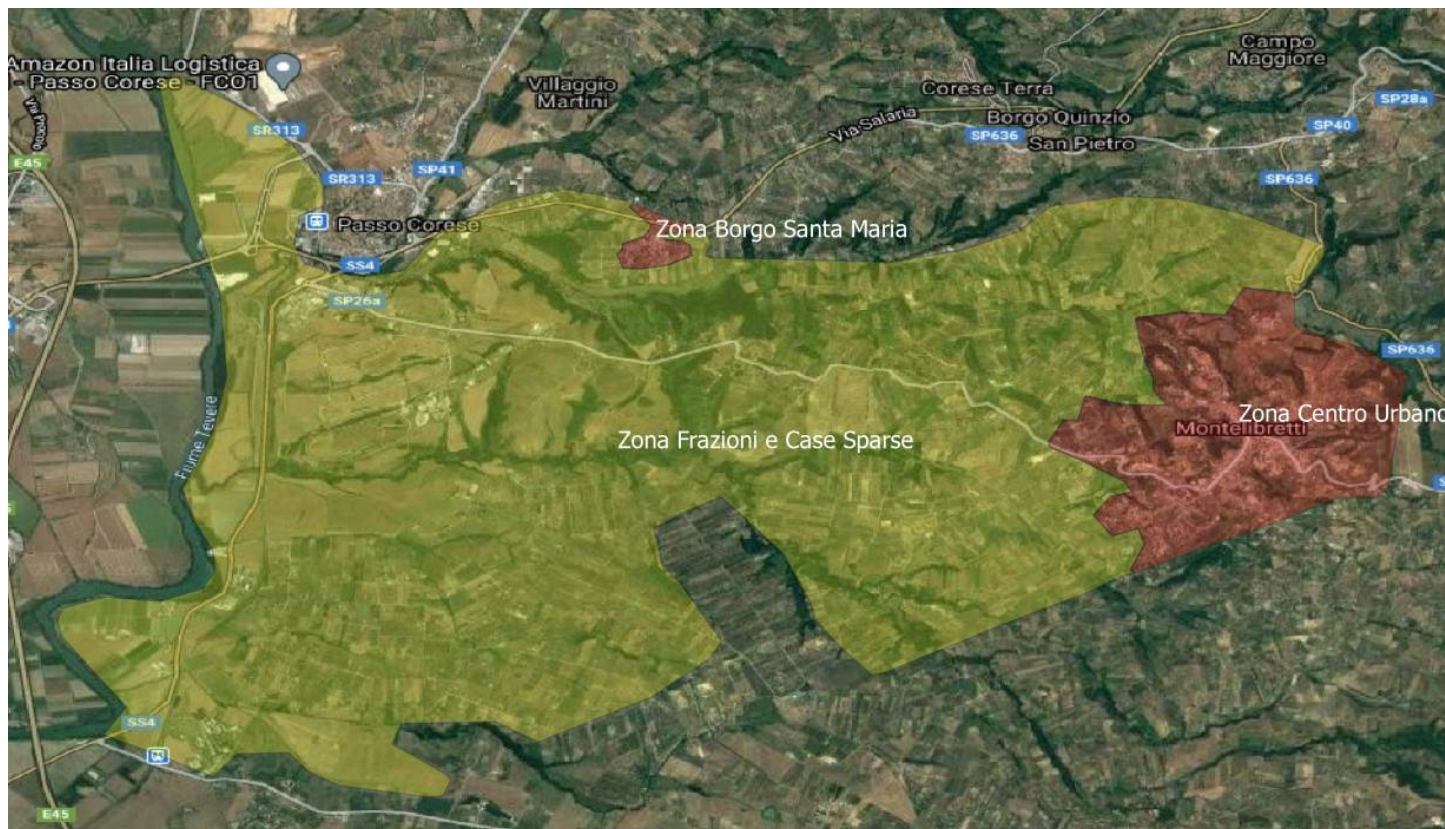 Amazon Italia Logistica
- Passo Corese - FCO1
Campo
Maggiore
Villaggio
Martini
Corese Terra
SP28a
Borgo Quinzio
Via Salaria
SP40
SR313
SP636
San Pietro
E45
SP41
SR313
SP636
Passo Corese
Zona Borgo Santa Maria
SS4
SP26a
SP636
Zona Centro Urbano
Montelibretti
Zona Frazioni e Case Sparse
Fiume Tevere
SS4
E45